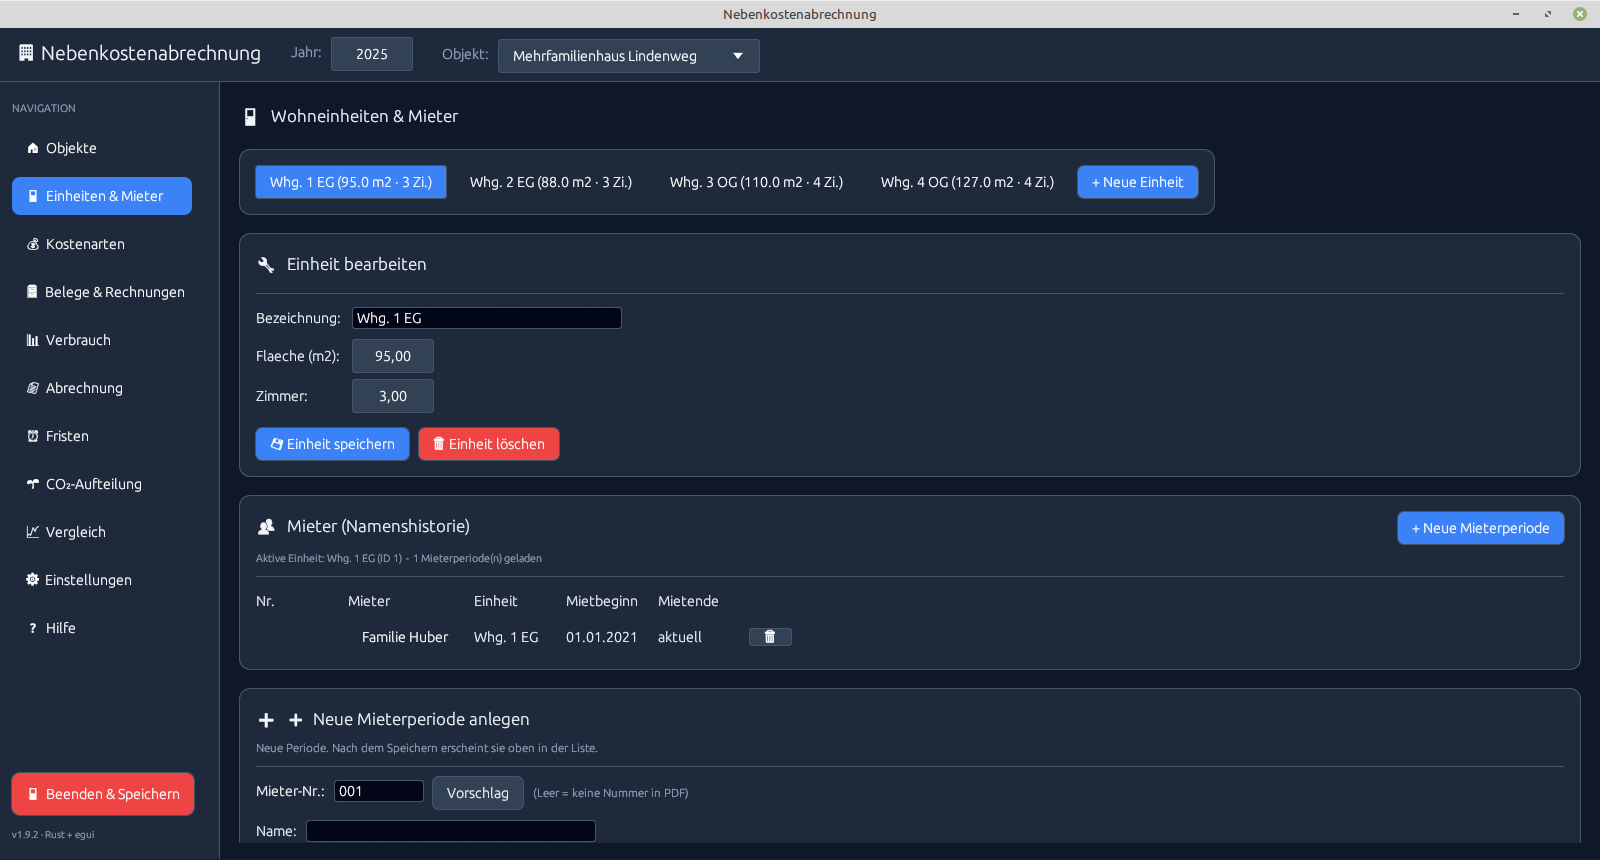 Nebenkostenabrechnung
Nebenkostenabrechnung Jahr: 2025 Objekt: Mehrfamilienhaus Lindenweg
NAVIGATION
Objekte
Einheiten & Mieter
Kostenarten
Belege & Rechnungen
Verbrauch
Abrechnung
Fristen
CO₂-Aufteilung
Vergleich
Einstellungen
? Hilfe
Beenden & Speichern
v1.9.2 · Rust + egui
Wohneinheiten & Mieter
Whg. 1 EG (95.0 m2 · 3 Zi.) Whg. 2 EG (88.0 m2 · 3 Zi.) Whg. 3 OG (110.0 m2 · 4 Zi.) Whg. 4 OG (127.0 m2 · 4 Zi.) + Neue Einheit
Einheit bearbeiten
Bezeichnung: Whg. 1 EG
Flaeche (m2): 95,00
Zimmer: 3,00
Einheit speichern Einheit löschen
Mieter (Namenshistorie) + Neue Mieterperiode
Aktive Einheit: Whg. 1 EG (ID 1) - 1 Mieterperiode(n) geladen
Nr. Mieter Einheit Mietbeginn Mietende
Familie Huber Whg. 1 EG 01.01.2021 aktuell
+ + Neue Mieterperiode anlegen
Neue Periode. Nach dem Speichern erscheint sie oben in der Liste.
Mieter-Nr.: 001 Vorschlag (Leer = keine Nummer in PDF)
Name: